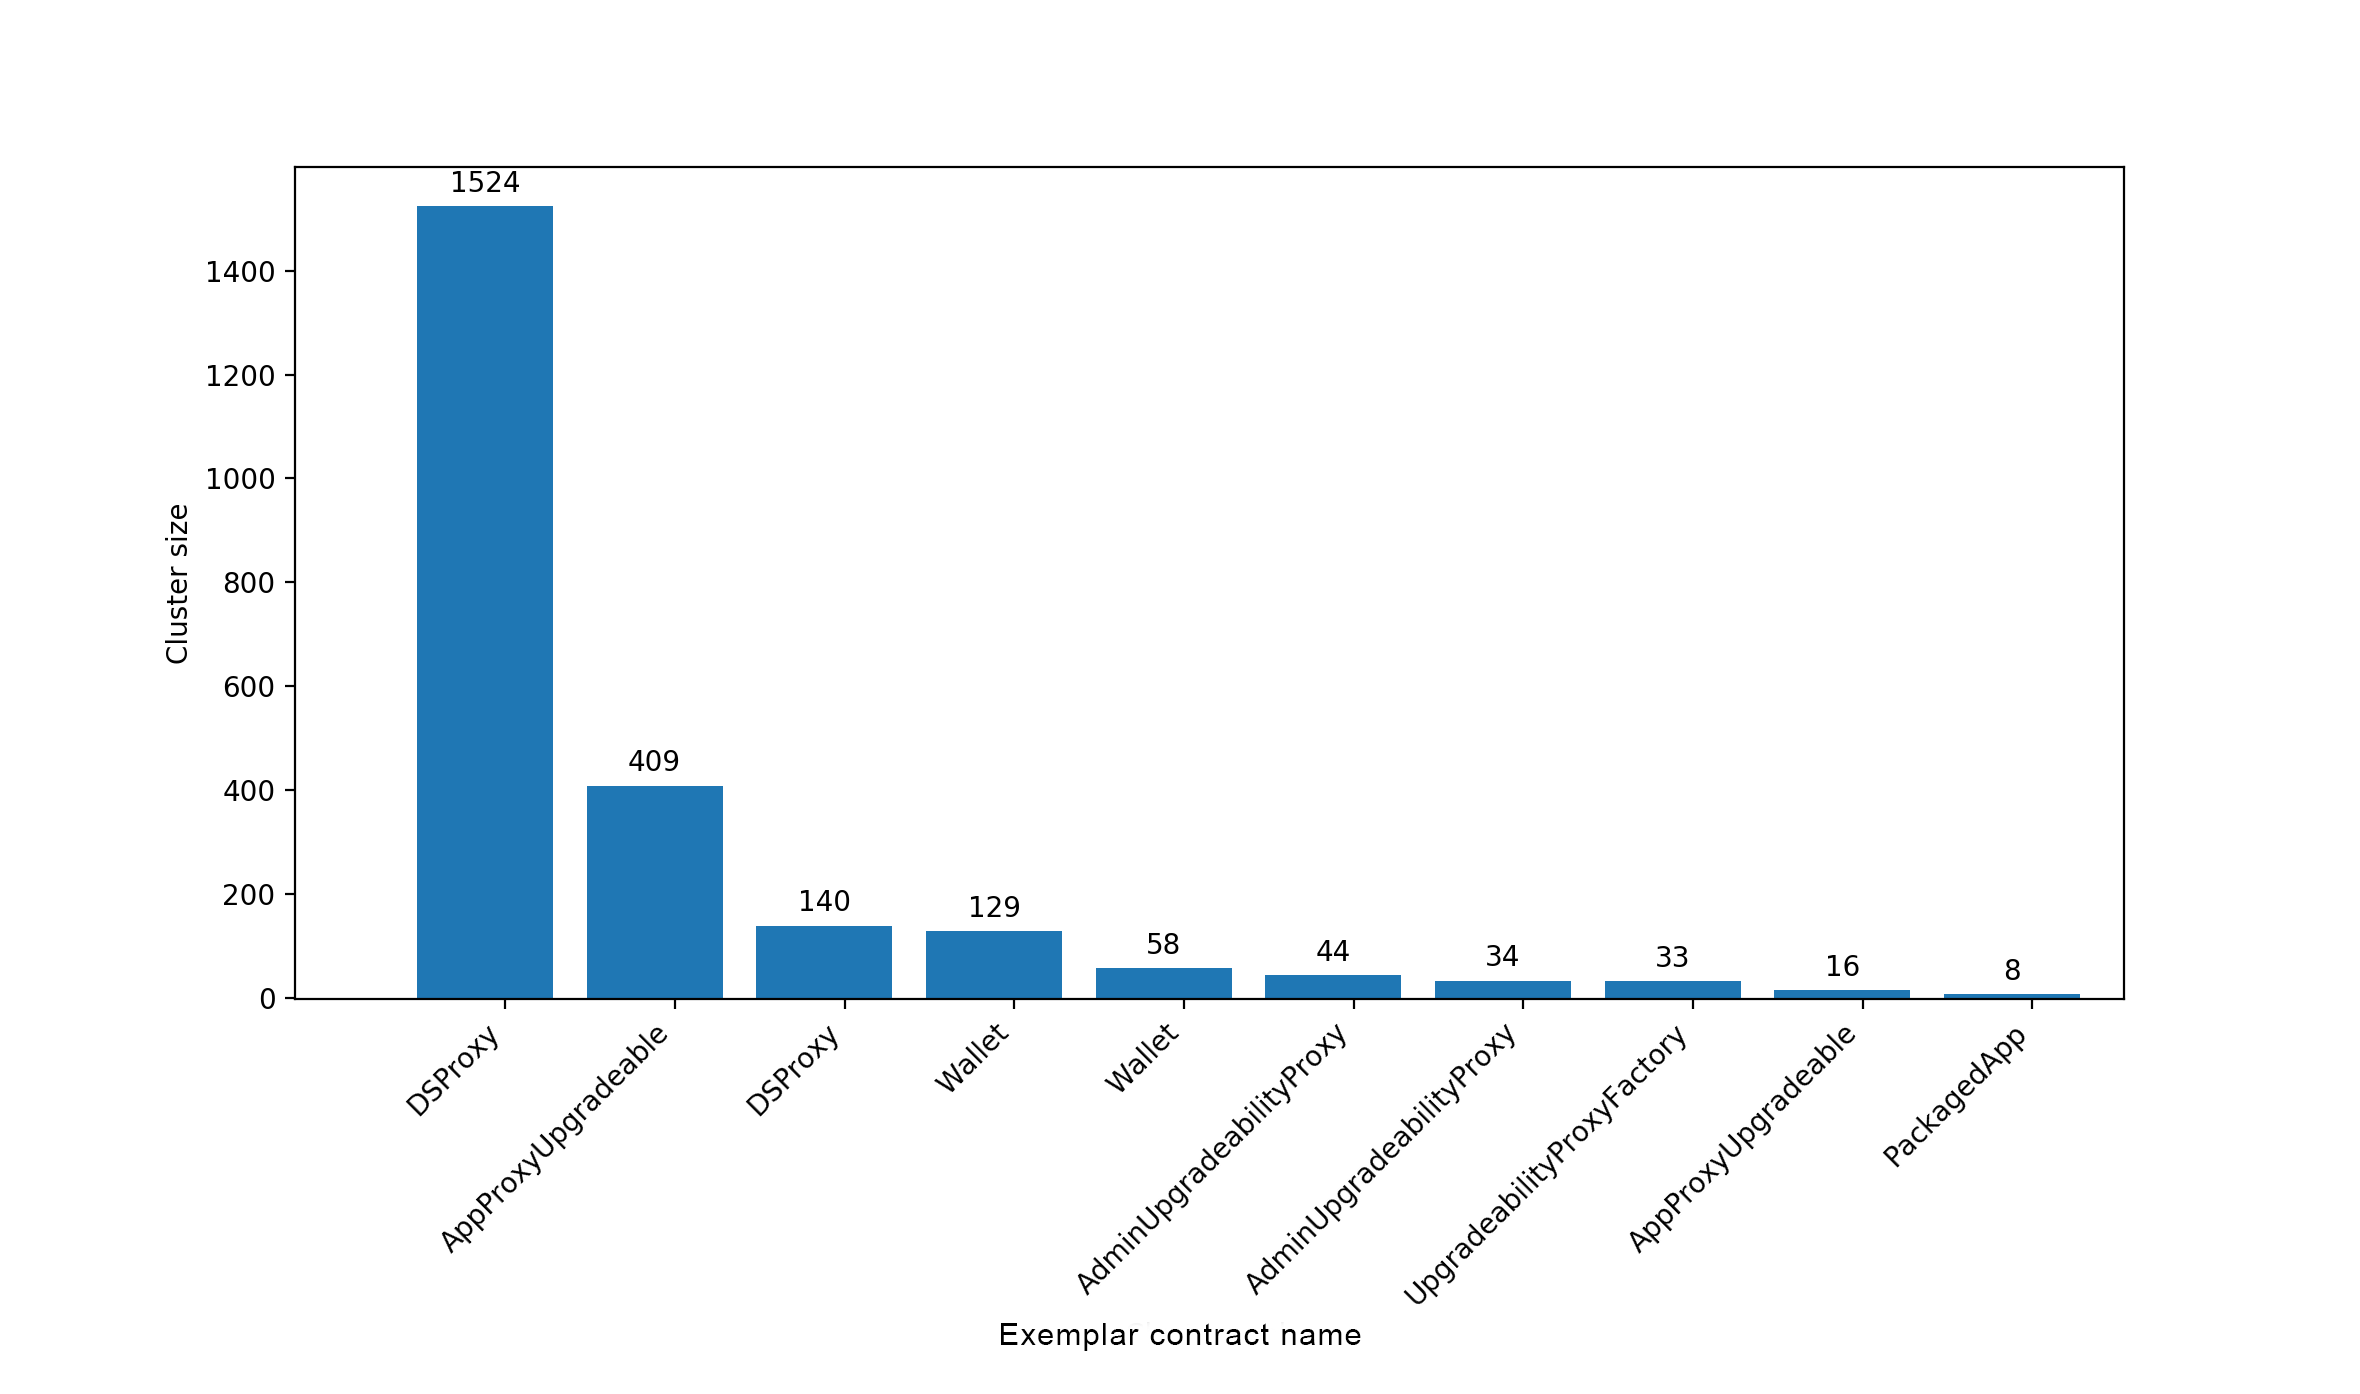 1524
1400
1200
1000
800
600
400
200
0
Cluster size
409
140
129
58
44
34
33
16
8
DSProxy
AppProxyUpgradeable
DSProxy
Wallet
Wallet
AdminUpgradeabilityProxy
AdminUpgradeabilityProxy
UpgradeabilityProxyFactory
AppProxyUpgradeable
PackagedApp
Exemplar contract name